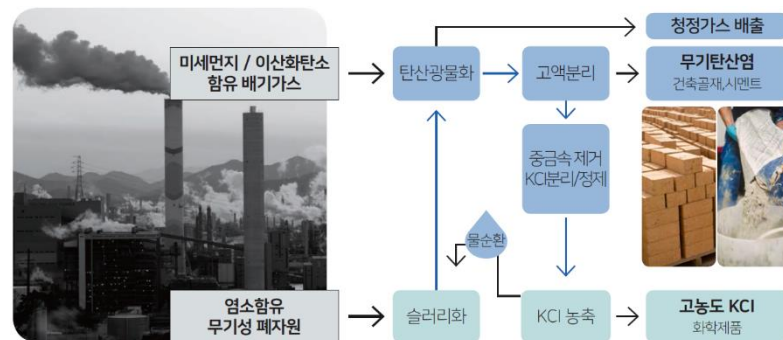 미세먼지 / 이산화탄소
함유 배기가스
탄산광물화
고액분리
청정가스 배출
무기탄산염
건축골재,시멘트
중금속 제거
KCl분리/정제
물순환
염소함유
무기성 폐자원
슬러리화
KCl 농축
고농도 KCl
화학제품